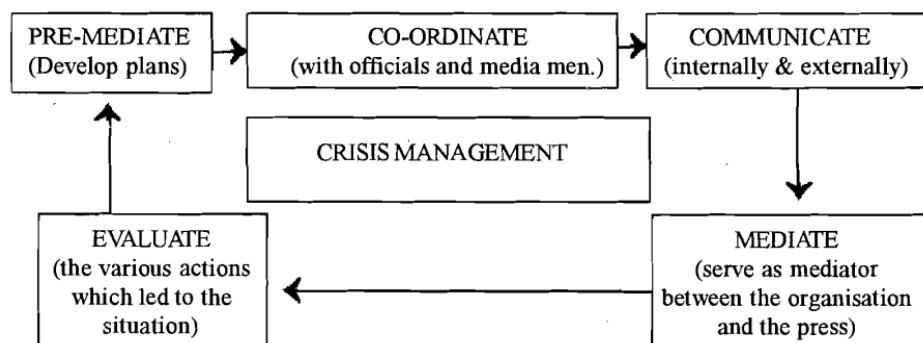 PRE-MEDIATE
(Develop plans)
CO-ORDINATE
(with officials and media men.)
COMMUNICATE
(internally & externally)
CRISIS MANAGEMENT
EVALUATE
(the various actions
which led to the
situation)
MEDIATE
(serve as mediator
between the organisation
and the press)